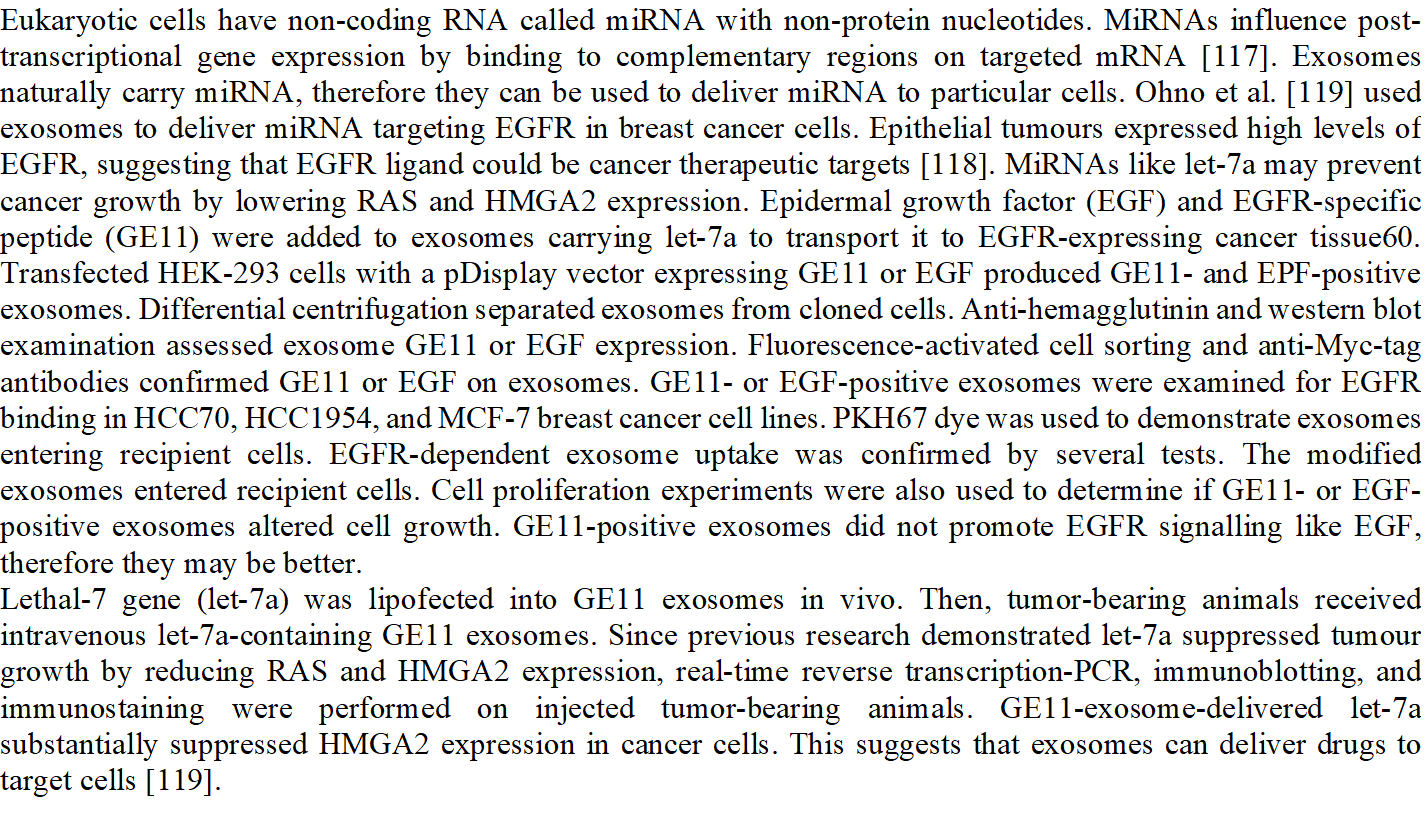 Eukaryotic cells have non-coding RNA called miRNA with non-protein nucleotides. MiRNAs influence post-
transcriptional gene expression by binding to complementary regions on targeted mRNA [117]. Exosomes
naturally carry miRNA, therefore they can be used to deliver miRNA to particular cells. Ohno et al. [119] used
exosomes to deliver miRNA targeting EGFR in breast cancer cells. Epithelial tumours expressed high levels of
EGFR, suggesting that EGFR ligand could be cancer therapeutic targets [118]. MiRNAs like let-7a may prevent
cancer growth by lowering RAS and HMGA2 expression. Epidermal growth factor (EGF) and EGFR-specific
peptide (GE11) were added to exosomes carrying let-7a to transport it to EGFR-expressing cancer tissue60.
Transfected HEK-293 cells with a pDisplay vector expressing GE11 or EGF produced GE11- and EPF-positive
exosomes. Differential centrifugation separated exosomes from cloned cells. Anti-hemagglutinin and western blot
examination assessed exosome GE11 or EGF expression. Fluorescence-activated cell sorting and anti-Myc-tag
antibodies confirmed GE11 or EGF on exosomes. GE11- or EGF-positive exosomes were examined for EGFR
binding in HCC70, HCC1954, and MCF-7 breast cancer cell lines. PKH67 dye was used to demonstrate exosomes
entering recipient cells. EGFR-dependent exosome uptake was confirmed by several tests. The modified
exosomes entered recipient cells. Cell proliferation experiments were also used to determine if GE11- or EGF-
positive exosomes altered cell growth. GE11-positive exosomes did not promote EGFR signalling like EGF,
therefore they may be better.
Lethal-7 gene (let-7a) was lipofected into GE11 exosomes in vivo. Then, tumor-bearing animals received
intravenous let-7a-containing GE11 exosomes. Since previous research demonstrated let-7a suppressed tumour
growth by reducing RAS and HMGA2 expression, real-time reverse transcription-PCR, immunoblotting, and
immunostaining were performed on injected tumor-bearing animals. GE11-exosome-delivered let-7a
substantially suppressed HMGA2 expression in cancer cells. This suggests that exosomes can deliver drugs to
target cells [119].